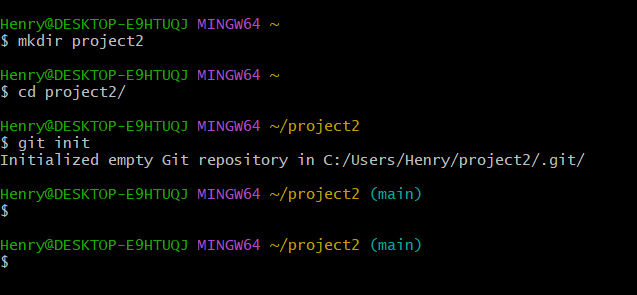 Henry@DESKTOP-E9HTUQJ MINGW64 ~
$ mkdir project2
Henry@DESKTOP-E9HTUQJ MINGW64 ~
$ cd project2/
Henry@DESKTOP-E9HTUQJ MINGW64 ~/project2
$ git init
Initialized empty Git repository in C:/Users/Henry/project2/.git/
Henry@DESKTOP-E9HTUQJ MINGW64 ~/project2 (main)
$
Henry@DESKTOP-E9HTUQJ MINGW64 ~/project2 (main)
$